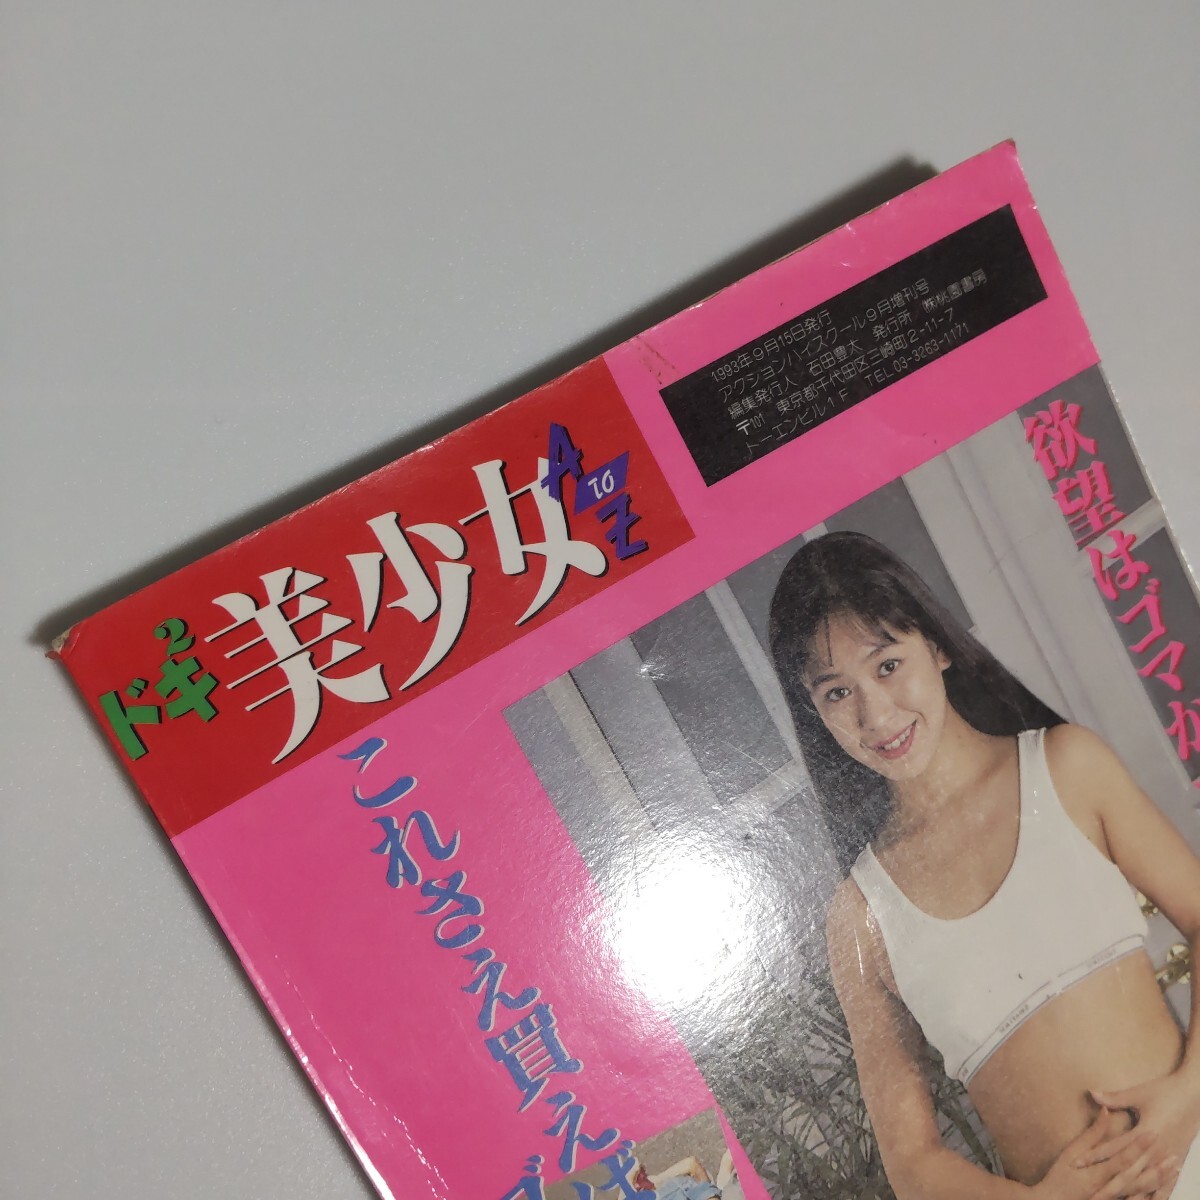 1993年9月15日発行
アクションハイスクール9月増刊号
編集発行人 石田豊太 発行所 ㈱桃園書房
〒101 東京都千代田区三崎町2-11-7
トーエンビル1F TEL 03-3263-1171
ドキ2美少女 A TO Z
欲望はゴマか
これさえ買えば